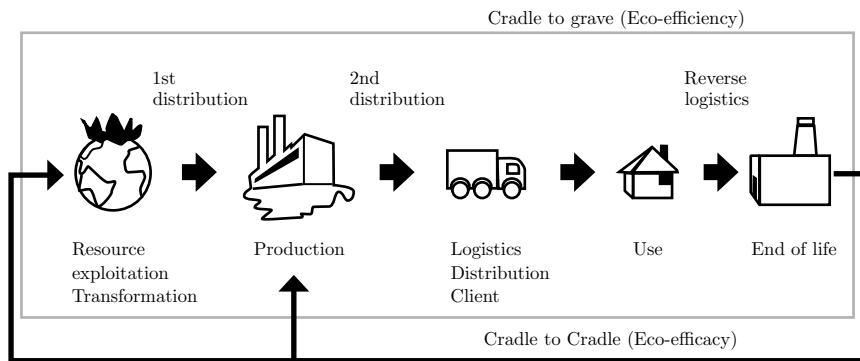 Cradle to grave (Eco-efficiency)
1st
distribution
2nd
distribution
Reverse
logistics
Resource
exploitation
Transformation
Production
Logistics
Distribution
Client
Use
End of life
Cradle to Cradle (Eco-efficacy)